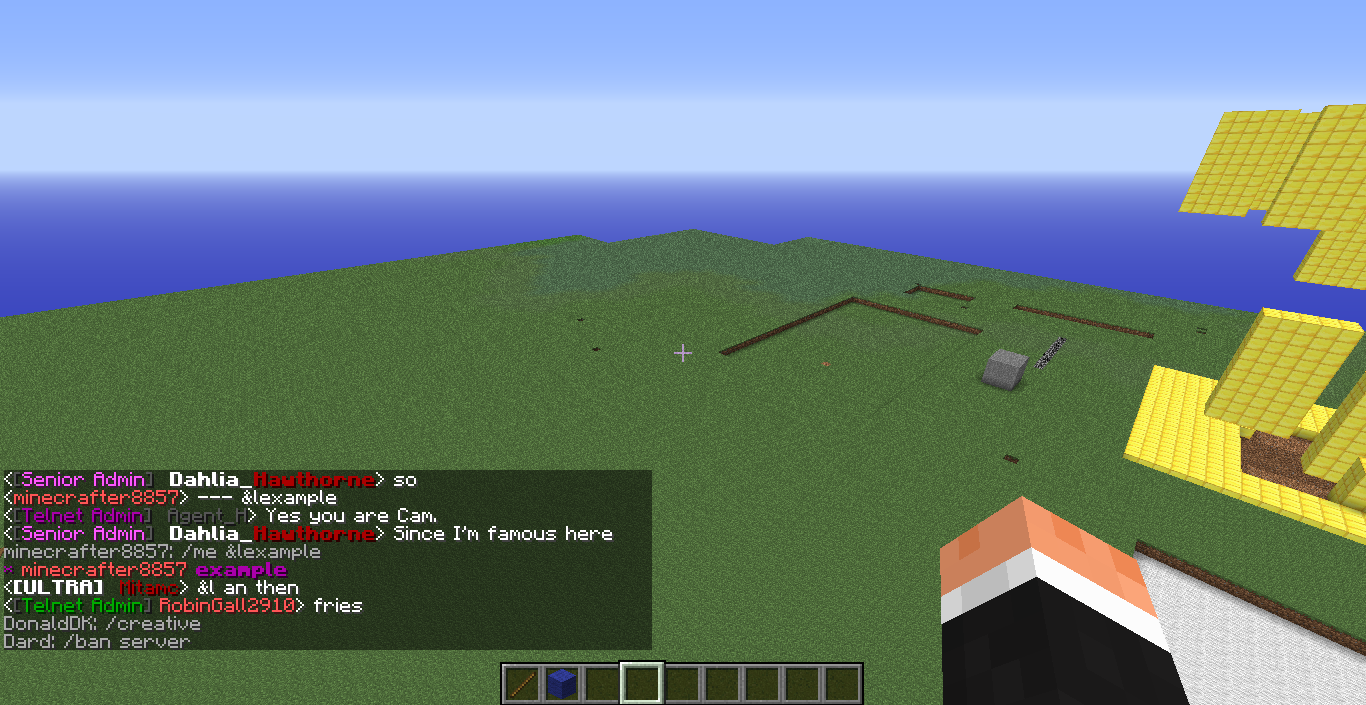 <[Senior Admin] Dahlia_Hawthorne> so
<minecrafter8857> --- &lexample
<[Telnet Admin] Agent_H> Yes you are Cam.
<[Senior Admin] Dahlia_Hawthorne> Since I'm famous here
minecrafter8857: /me &lexample
* minecrafter8857 example
<[ULTRA] Mitamc> &l an then
<[Telnet Admin] RobinGall2910> fries
DonaldDK: /creative
Dard: /ban server